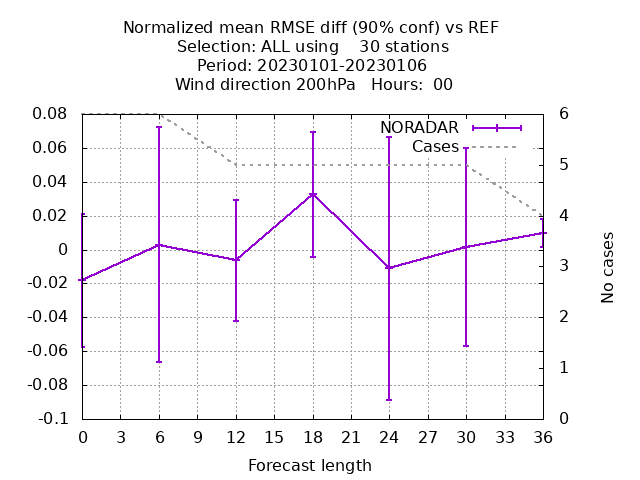 Normalized mean RMSE diff (90% conf) vs REF
Selection: ALL using    30 stations
Period: 20230101-20230106
Wind direction 200hPa   Hours:  00
NORADAR
Cases
0.08
0.06
0.04
0.02
0
-0.02
-0.04
-0.06
-0.08
-0.1
6
5
4
3
2
1
0
No cases
0 3 6 9 12 15 18 21 24 27 30 33 36
Forecast length